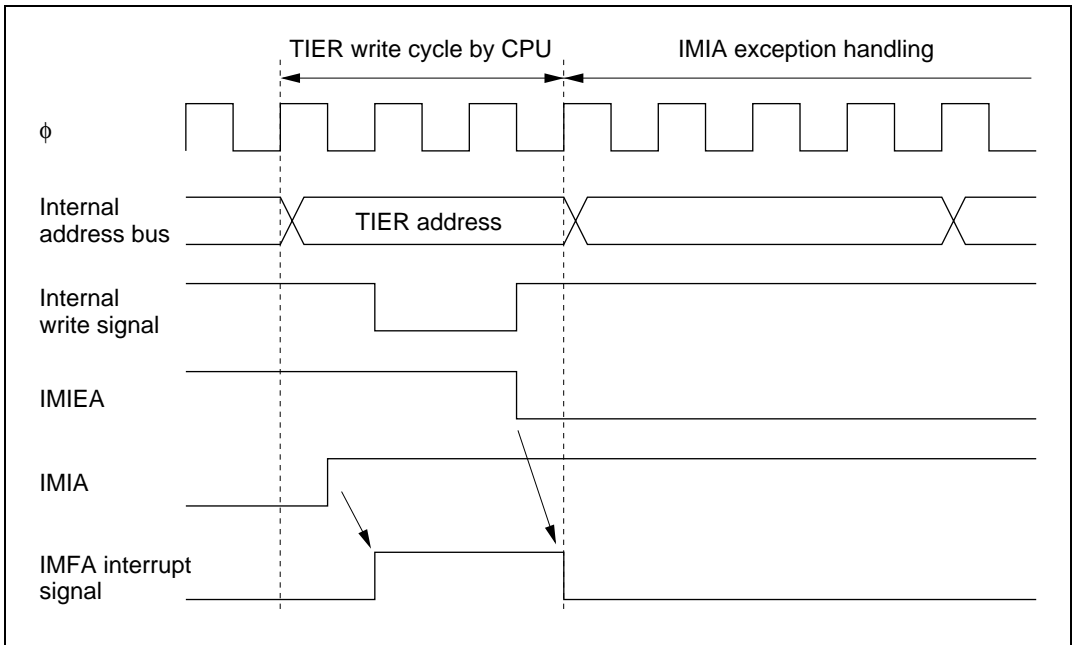 TIER write cycle by CPU
IMIA exception handling
φ
Internal
address bus
TIER address
Internal
write signal
IMIEA
IMIA
IMFA interrupt
signal